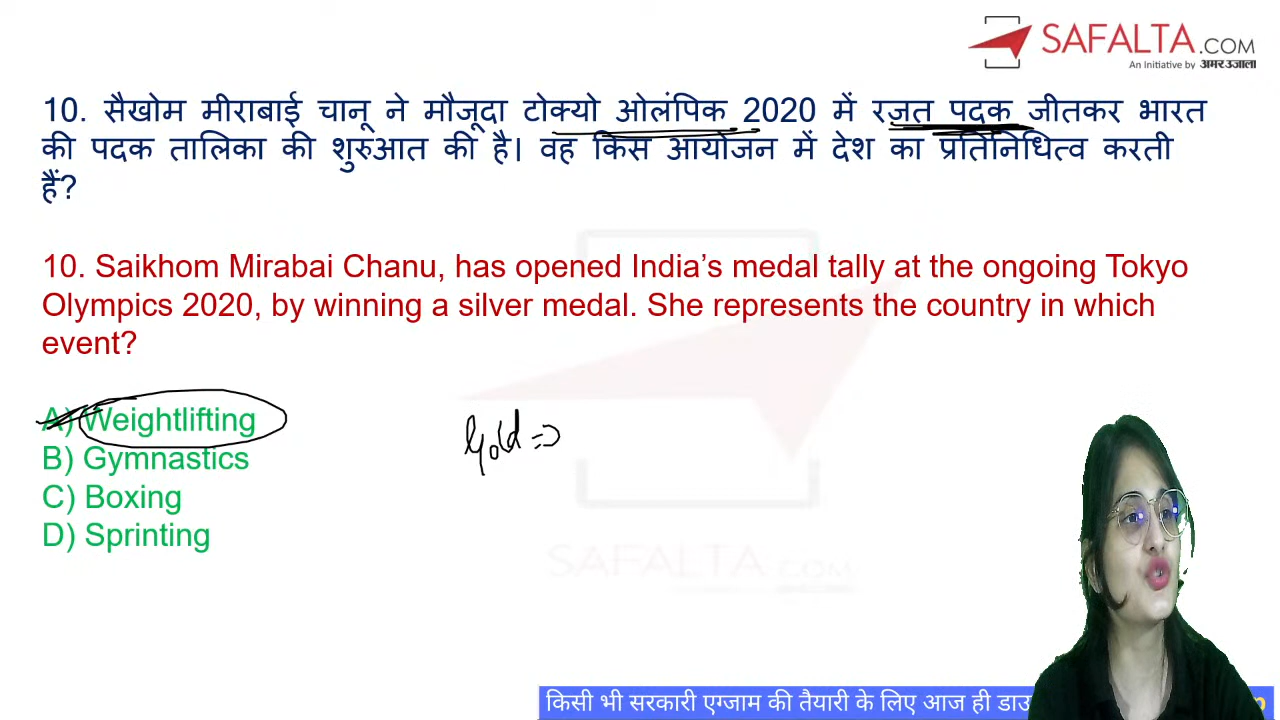 SAFALTA.COM
An Initiative by अमर उजाला
10. सैखोम मीराबाई चानू ने मौजूदा टोक्यो ओलंपिक 2020 में रजत पदक जीतकर भारत
की पदक तालिका की शुरुआत की है। वह किस आयोजन में देश का प्रतिनिधित्व करती
हैं?
10. Saikhom Mirabai Chanu, has opened India’s medal tally at the ongoing Tokyo
Olympics 2020, by winning a silver medal. She represents the country in which
event?
A) Weightlifting
Gold =>
B) Gymnastics
C) Boxing
D) Sprinting
SAFALTA.COM
किसी भी सरकारी एग्जाम की तैयारी के लिए आज ही